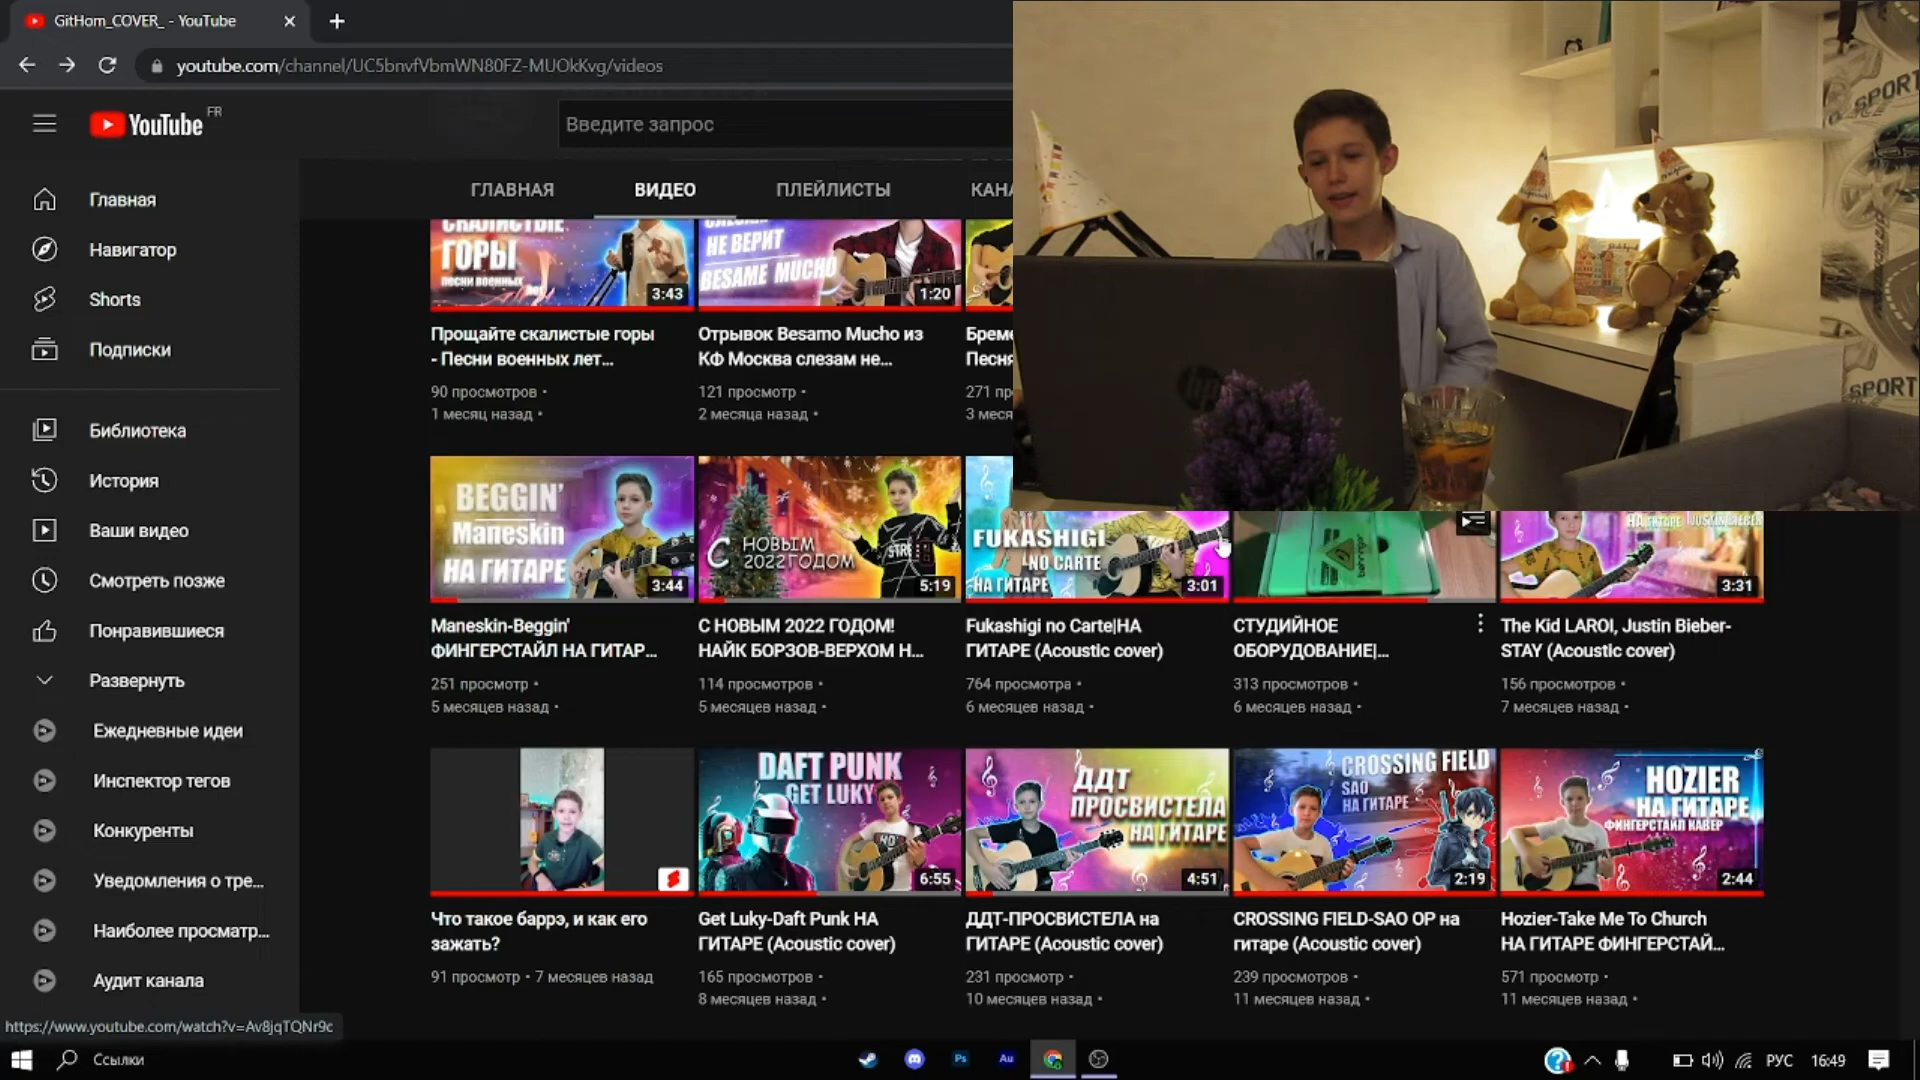 GitHom_COVER_ - YouTube
youtube.com/channel/UC5bnvfVbmWN80FZ-MUOkKvg/videos
YouTube FR
Введите запрос
ГЛАВНАЯ
ВИДЕО
ПЛЕЙЛИСТЫ
Главная
Навигатор
Shorts
Подписки
Библиотека
История
Ваши видео
Смотреть позже
Понравившиеся
Развернуть
Ежедневные идеи
Инспектор тегов
Конкуренты
Уведомления о тре...
Наиболее просматр...
Аудит канала
СКАЛИСТЫЕ
ГОРЫ
ПЕСНИ ВОЕННЫХ
3:43
Прощайте скалистые горы
- Песни военных лет...
90 просмотров •
1 месяц назад •
НЕ ВЕРИТ
BESAME MUCHO
1:20
Отрывок Besamo Mucho из
КФ Москва слезам не...
121 просмотр •
2 месяца назад •
SPORT
hp
SPORT
BEGGIN'
Maneskin
НА ГИТАРЕ
3:44
Maneskin-Beggin'
ФИНГЕРСТАЙЛ НА ГИТАР...
251 просмотр •
5 месяцев назад •
С НОВЫМ
2022 ГОДОМ
5:19
С НОВЫМ 2022 ГОДОМ!
НАЙК БОРЗОВ-ВЕРХОМ Н...
114 просмотров •
5 месяцев назад •
FUKASHIGI
NO CARTE
НА ГИТАРЕ
3:01
Fukashigi no Carte|НА
ГИТАРЕ (Acoustic cover)
764 просмотра •
6 месяцев назад •
behringer
СТУДИЙНОЕ
ОБОРУДОВАНИЕ|...
313 просмотров •
6 месяцев назад •
НА ГИТАРЕ JUSTIN BIEBER
3:31
The Kid LAROI, Justin Bieber-
STAY (Acoustic cover)
156 просмотров •
7 месяцев назад •
Что такое баррэ, и как его
зажать?
91 просмотр • 7 месяцев назад
DAFT PUNK
GET LUKY
6:55
Get Luky-Daft Punk НА
ГИТАРЕ (Acoustic cover)
165 просмотров •
8 месяцев назад •
ДДТ
ПРОСВИСТЕЛА
НА ГИТАРЕ
4:51
ДДТ-ПРОСВИСТЕЛА на
ГИТАРЕ (Acoustic cover)
231 просмотр •
10 месяцев назад •
CROSSING FIELD
SAO
НА ГИТАРЕ
2:19
CROSSING FIELD-SAO OP на
гитаре (Acoustic cover)
239 просмотров •
11 месяцев назад •
HOZIER
НА ГИТАРЕ
ФИНГЕРСТАЙЛ КАВЕР
2:44
Hozier-Take Me To Church
НА ГИТАРЕ ФИНГЕРСТАЙ...
571 просмотр •
11 месяцев назад •
https://www.youtube.com/watch?v=Av8jqTQNr9c
Ссылки
Ps
Au
РУС
16:49